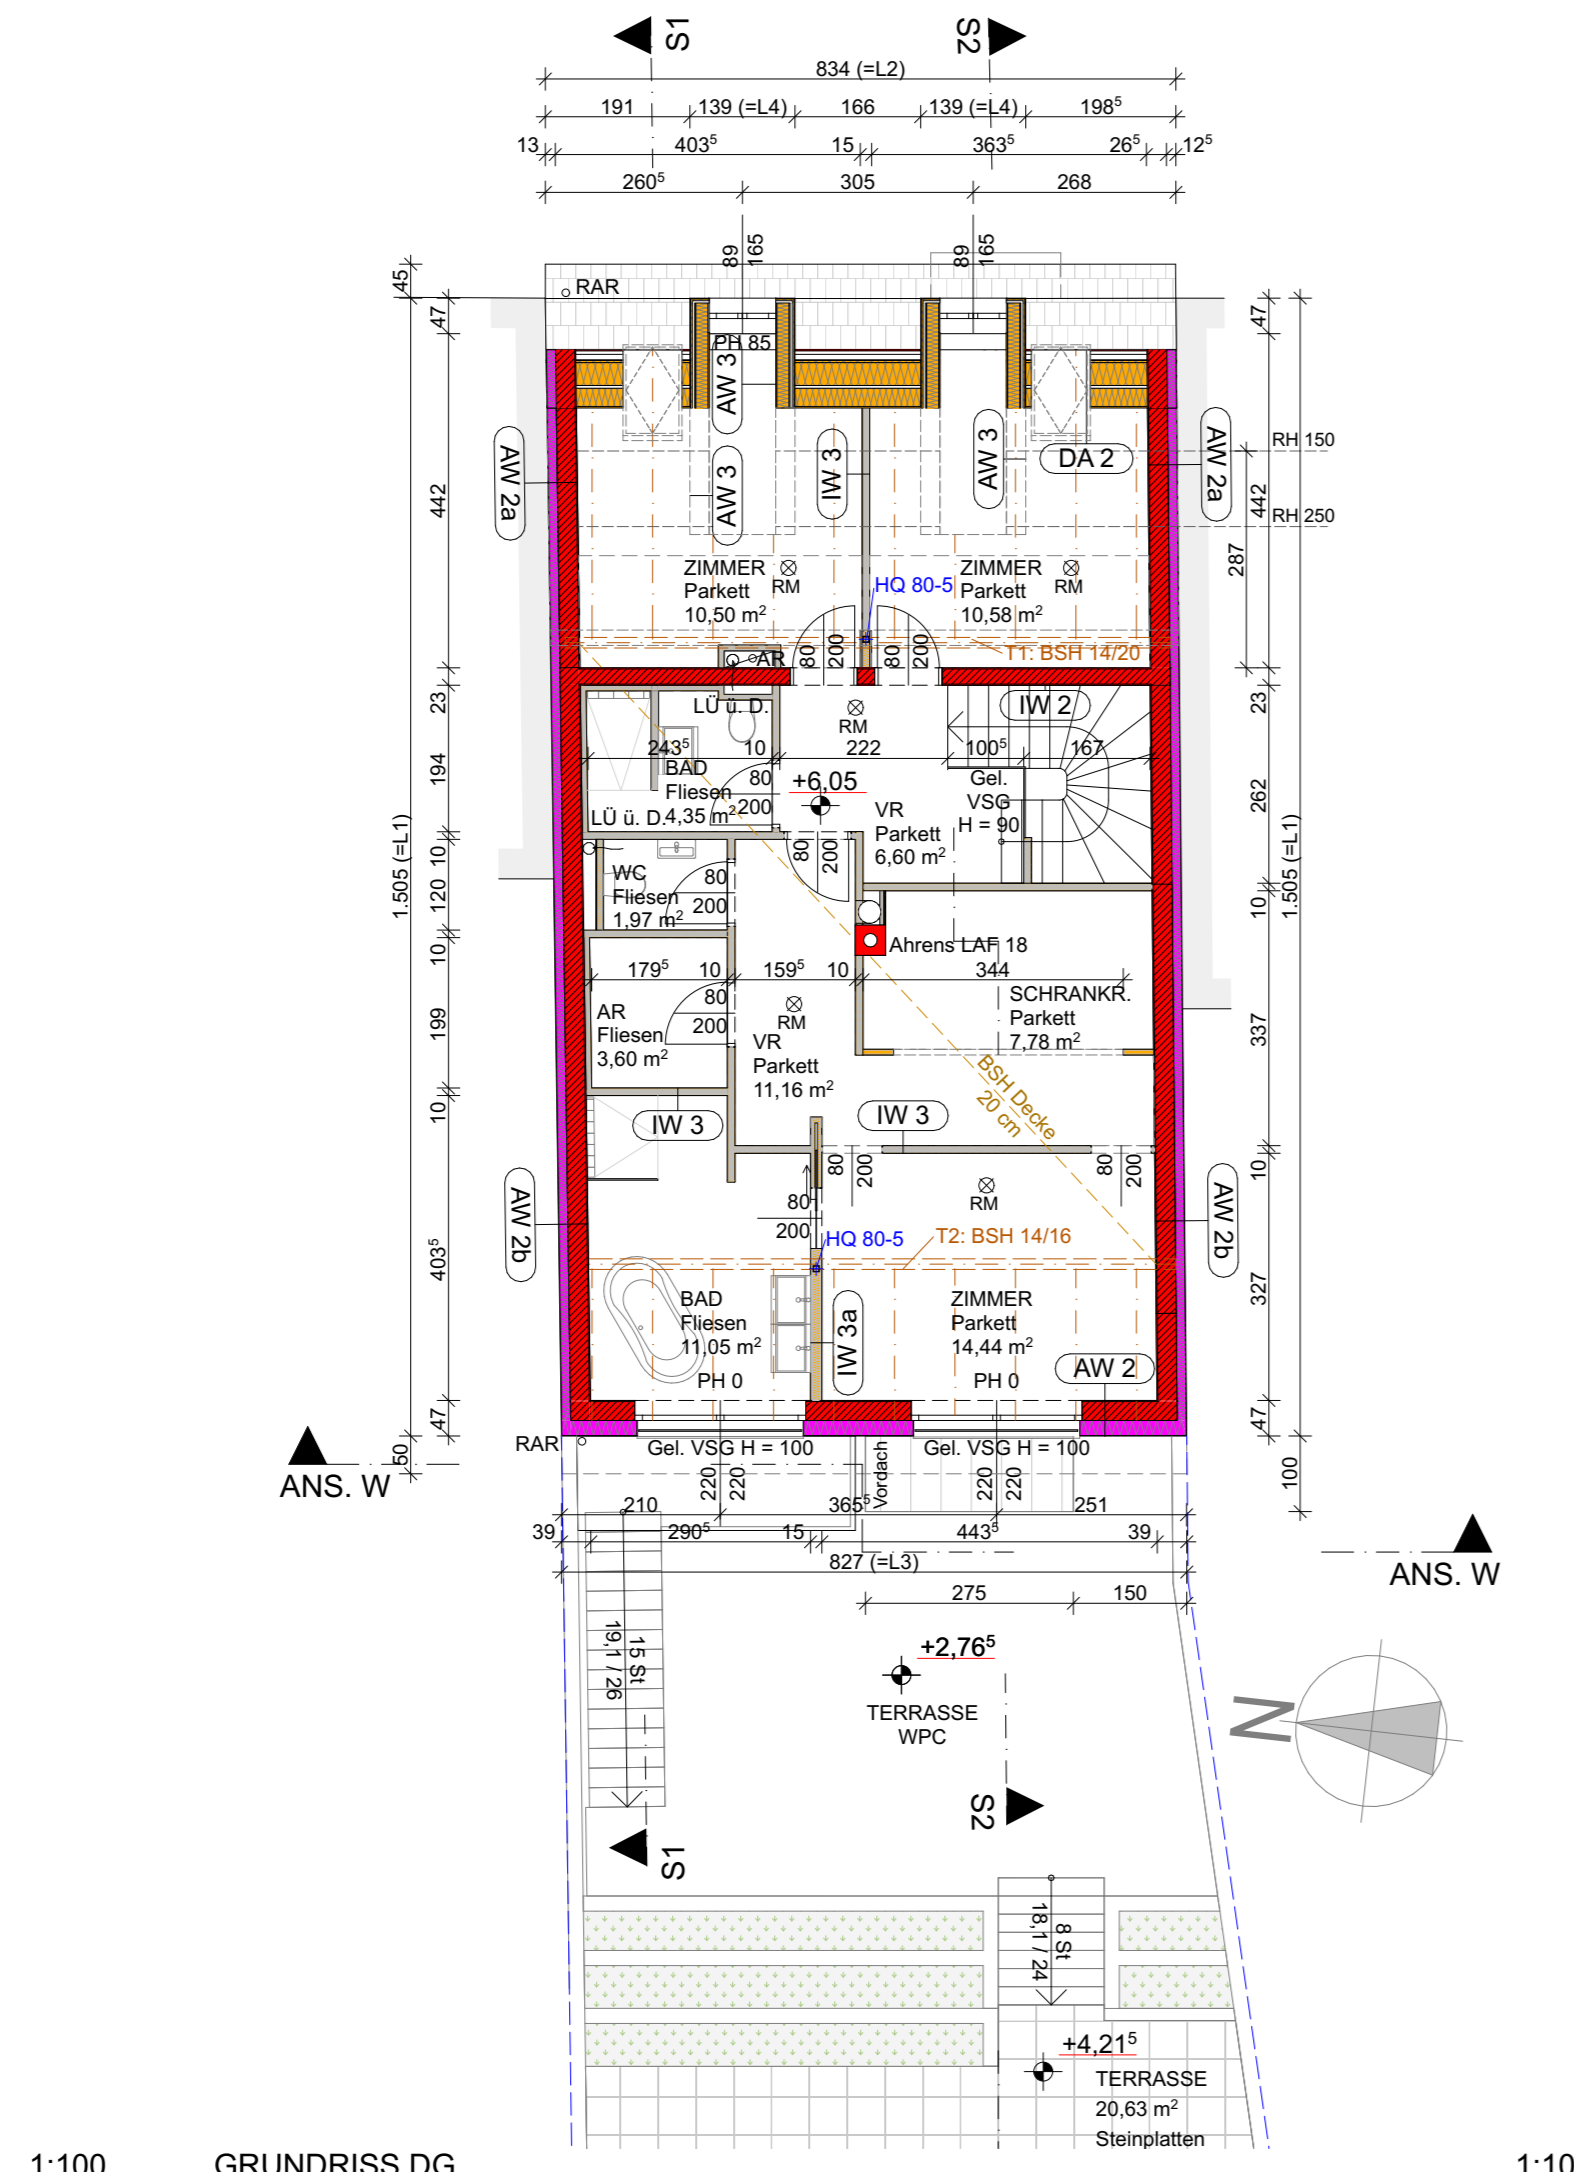 S1
S2
834 (=L2)
191
139 (=L4)
166
139 (=L4)
198⁵
13
403⁵
15
363⁵
26⁵
12⁵
260⁵
305
268
89
165
89
165
45
RAR
47
47
PH 85
AW 3
AW 3
IW 3
AW 3
DA 2
AW 2a
AW 2a
RH 150
442
442
RH 250
287
ZIMMER
Parkett
10,50 m²
RM
HQ 80-5
ZIMMER
Parkett
10,58 m²
RM
AR
80
200
80
200
T1: BSH 14/20
23
23
LÜ ü. D.
RM
IW 2
243⁵
10
222
100⁵
167
194
BAD
Fliesen
4,35 m²
80
200
LÜ ü. D.
+6,05
Gel.
VSG
H = 90
VR
Parkett
6,60 m²
262
1.505 (=L1)
1.505 (=L1)
10
80
200
WC
Fliesen
1,97 m²
80
200
120
10
10
Ahrens LAF 18
179⁵
10
159⁵
10
344
AR
Fliesen
3,60 m²
80
200
RM
SCHRANKR.
Parkett
7,78 m²
199
337
VR
Parkett
11,16 m²
BSH Decke
20 cm
10
IW 3
IW 3
80
200
80
200
10
AW 2b
AW 2b
RM
80
200
HQ 80-5
T2: BSH 14/16
403⁵
327
BAD
Fliesen
11,05 m²
PH 0
IW 3a
ZIMMER
Parkett
14,44 m²
PH 0
AW 2
47
47
RAR
Gel. VSG H = 100
Vordach
Gel. VSG H = 100
50
100
ANS. W
220
220
220
220
210
365⁵
251
39
290⁵
15
443⁵
39
827 (=L3)
ANS. W
275
150
15 St
19,1 / 26
+2,76⁵
TERRASSE
WPC
N
S2
S1
8 St
18,1 / 24
+4,21⁵
TERRASSE
20,63 m²
Steinplatten
1:100
GRUNDRISS DG
1:10